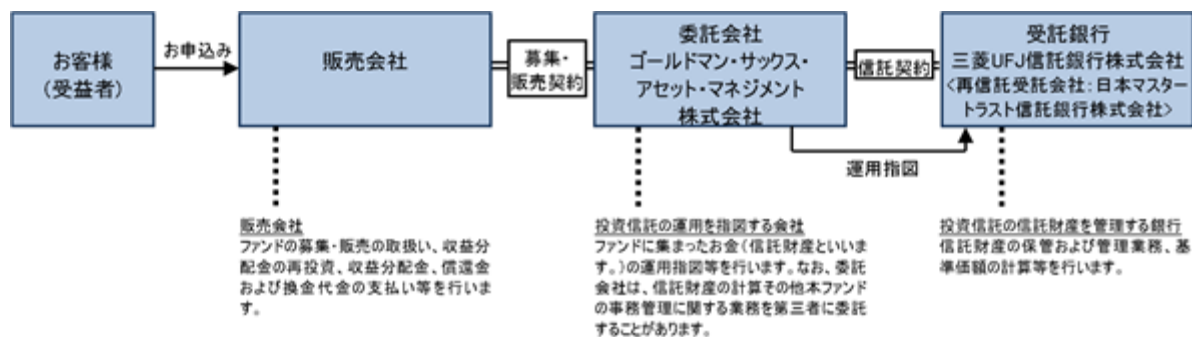 お客様
(受益者)
お申込み
販売会社
募集・
販売契約
委託会社
ゴールドマン・サックス・
アセット・マネジメント
株式会社
信託契約
受託銀行
三菱UFJ信託銀行株式会社
<再信託受託会社:日本マスター
トラスト信託銀行株式会社>
運用指図
販売会社
ファンドの募集・販売の取扱い、収益分
配金の再投資、収益分配金、償還金
および換金代金の支払い等を行いま
す。
投資信託の運用を指図する会社
ファンドに集まったお金(信託財産といいま
す。)の運用指図等を行います。なお、委託
会社は、信託財産の計算その他本ファンド
の事務管理に関する業務を第三者に委託
することがあります。
投資信託の信託財産を管理する銀行
信託財産の保管および管理業務、基
準価額の計算等を行います。